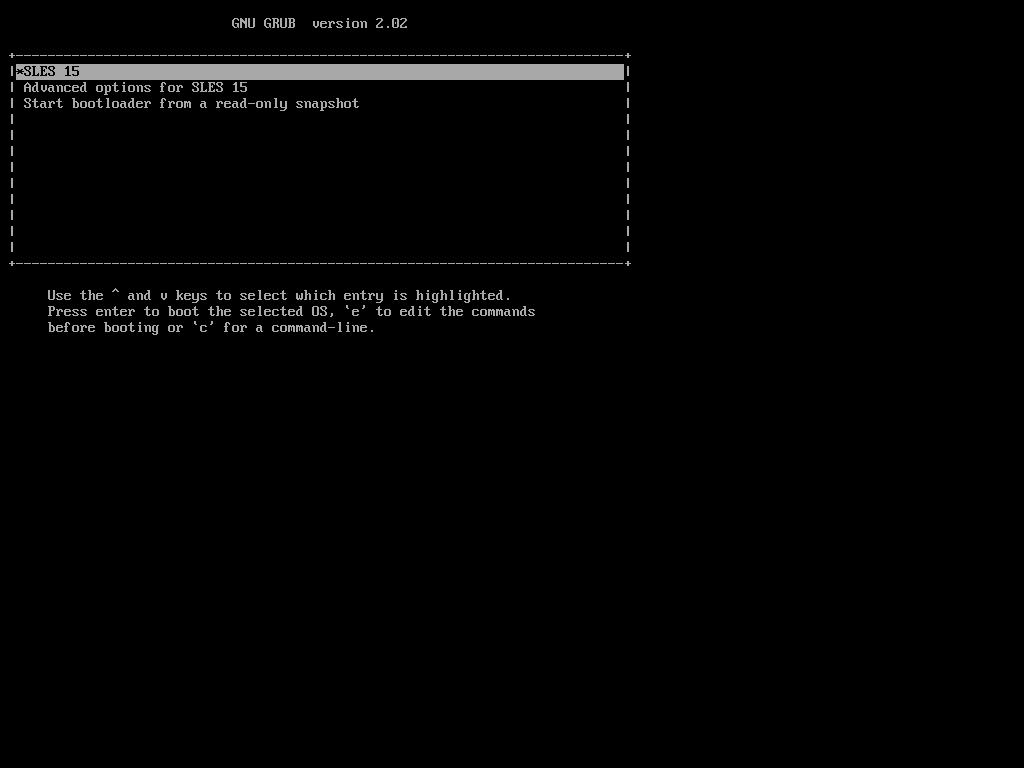 GNU GRUB  version 2.02
*SLES 15
Advanced options for SLES 15
Start bootloader from a read-only snapshot
Use the ^ and v keys to select which entry is highlighted.
Press enter to boot the selected OS, `e' to edit the commands
before booting or `c' for a command-line.